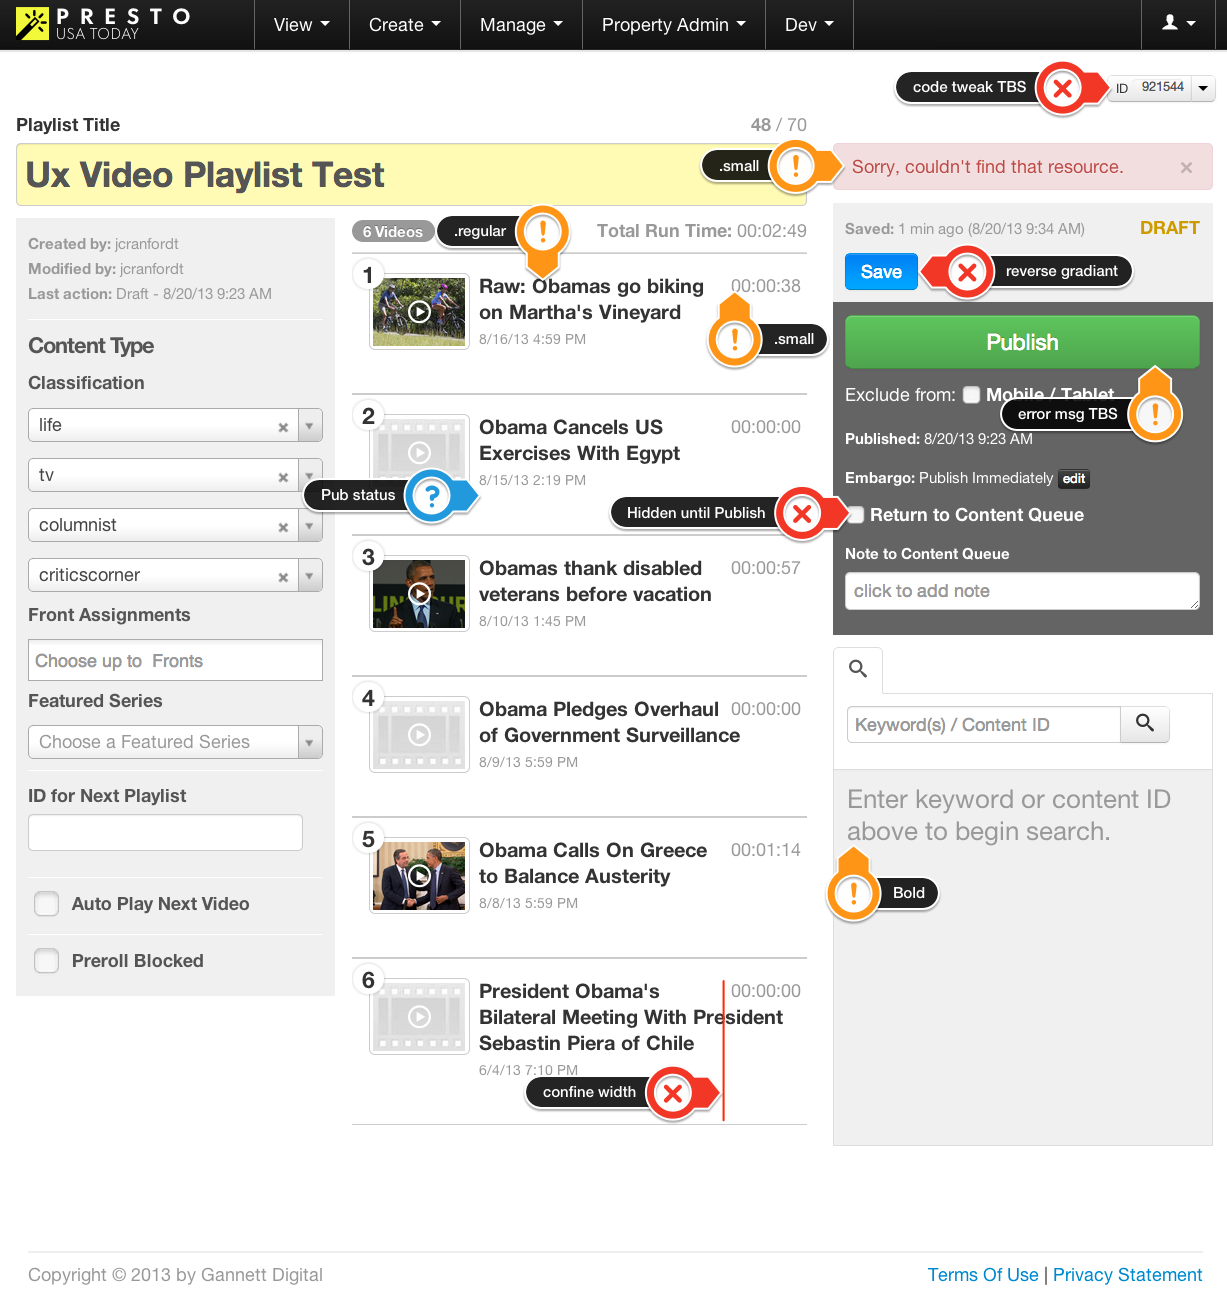 PRESTO
USA TODAY
View
Create
Manage
Property Admin
Dev
code tweak TBS
ID 921544
Playlist Title
48 / 70
Ux Video Playlist Test
.small
Sorry, couldn't find that resource.
Created by: jcranfordt
Modified by: jcranfordt
Last action: Draft - 8/20/13 9:23 AM
Content Type
Classification
life
tv
columnist
criticscorner
Front Assignments
Choose up to Fronts
Featured Series
Choose a Featured Series
ID for Next Playlist
Auto Play Next Video
Preroll Blocked
6 Videos
.regular
Total Run Time: 00:02:49
1
Raw: Obamas go biking
on Martha's Vineyard
00:00:38
8/16/13 4:59 PM
.small
2
Obama Cancels US
Exercises With Egypt
00:00:00
8/15/13 2:19 PM
Pub status
3
Obamas thank disabled
veterans before vacation
00:00:57
8/10/13 1:45 PM
4
Obama Pledges Overhaul
of Government Surveillance
00:00:00
8/9/13 5:59 PM
5
Obama Calls On Greece
to Balance Austerity
00:01:14
8/8/13 5:59 PM
6
President Obama's
Bilateral Meeting With President
Sebastin Piera of Chile
00:00:00
6/4/13 7:10 PM
confine width
Saved: 1 min ago (8/20/13 9:34 AM)
DRAFT
Save
reverse gradiant
Publish
Exclude from: Mobile / Tablet
error msg TBS
Published: 8/20/13 9:23 AM
Embargo: Publish Immediately edit
Hidden until Publish
Return to Content Queue
Note to Content Queue
click to add note
Keyword(s) / Content ID
Enter keyword or content ID
above to begin search.
Bold
Copyright © 2013 by Gannett Digital
Terms Of Use | Privacy Statement